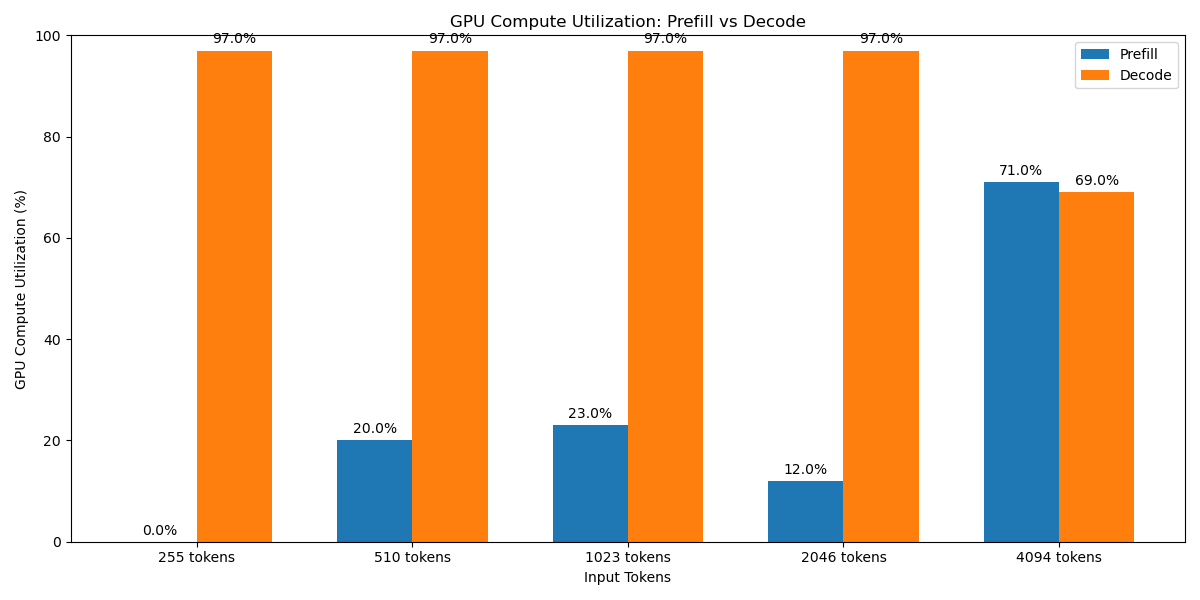 GPU Compute Utilization: Prefill vs Decode
GPU Compute Utilization (%)
100
80
60
40
20
0
97.0%
97.0%
97.0%
97.0%
Prefill
Decode
71.0%
69.0%
20.0%
23.0%
12.0%
0.0%
255 tokens
510 tokens
1023 tokens
2046 tokens
4094 tokens
Input Tokens